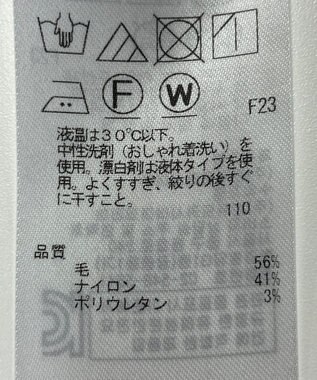 F
W
F23
液温は30℃以下。
中性洗剤（おしゃれ着洗い）を
使用。漂白剤は液体タイプを使
用。よくすすぎ、絞りの後すぐ
に干すこと。
110
品質
毛 56%
ナイロン 41%
ポリウレタン 3%